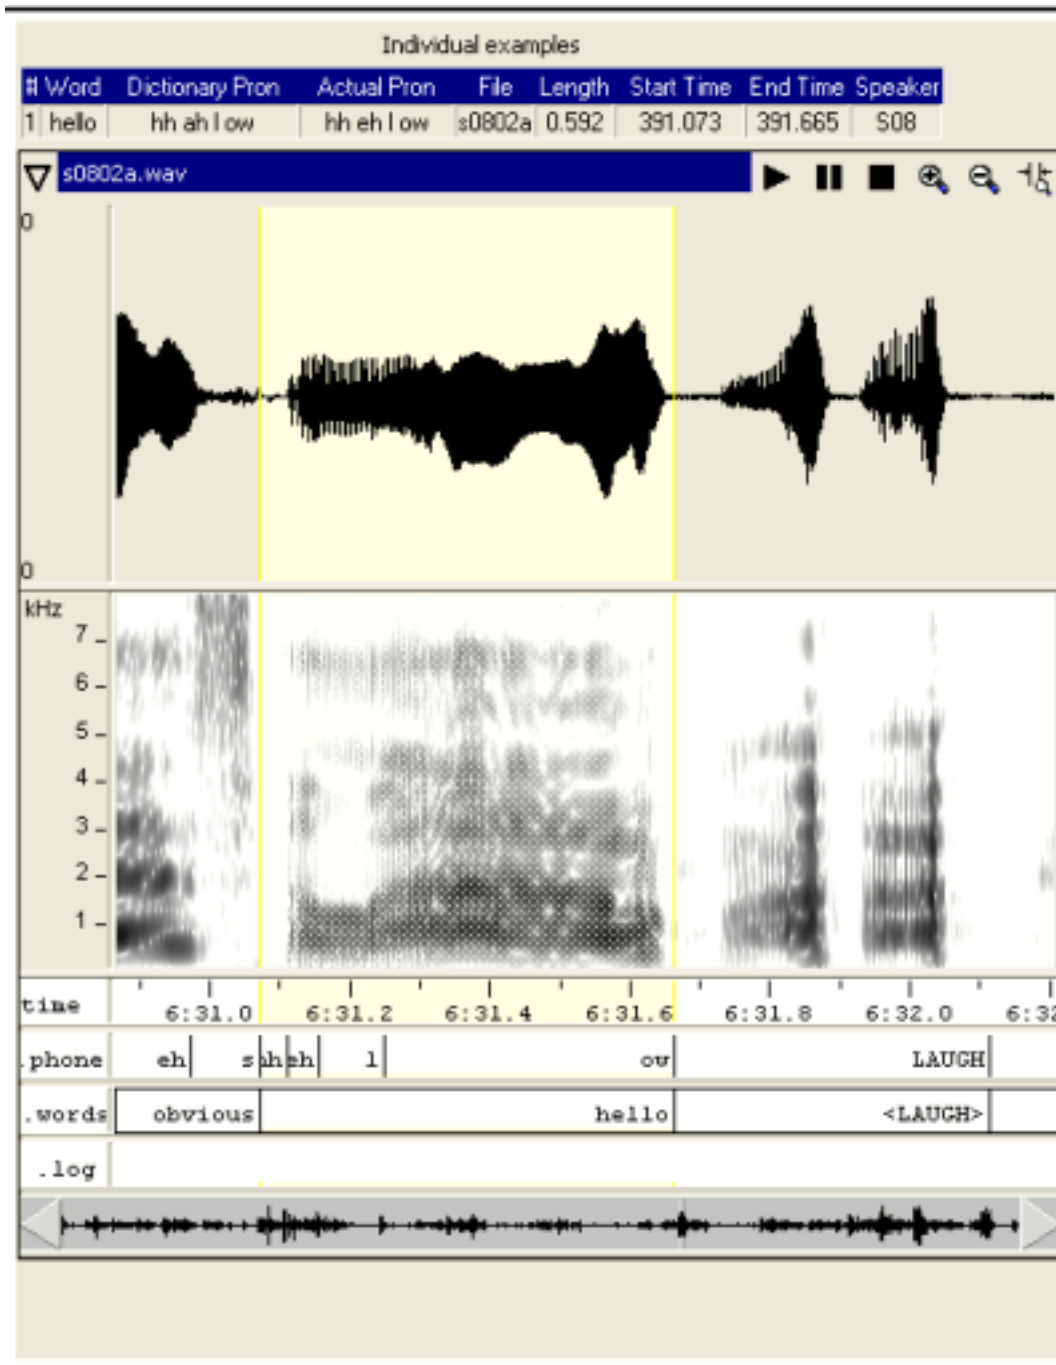 Individual examples
# Word Dictionary Pron Actual Pron File Length Start Time End Time Speaker
1 hello hh ah l ow hh eh l ow s0802a 0.592 391.073 391.665 S08
s0802a.wav
0
0
kHz
7
6
5
4
3
2
1
time 6:31.0 6:31.2 6:31.4 6:31.6 6:31.8 6:32.0 6:32
.phone eh s hh eh l ow LAUGH
.words obvious hello <LAUGH>
.log